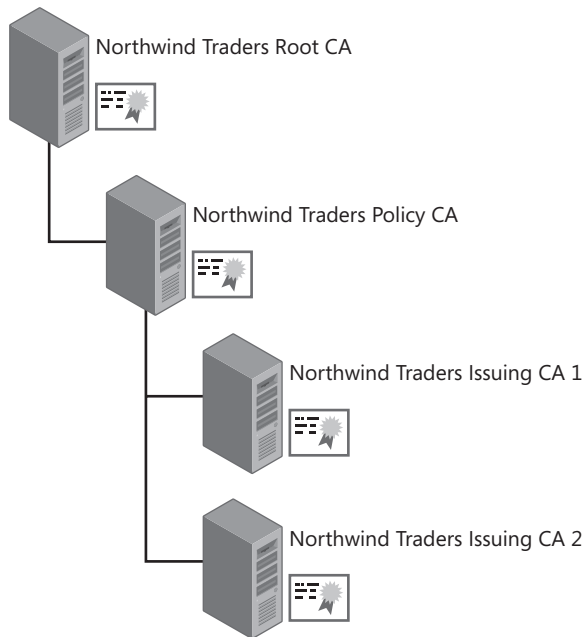 Northwind Traders Root CA
Northwind Traders Policy CA
Northwind Traders Issuing CA 1
Northwind Traders Issuing CA 2